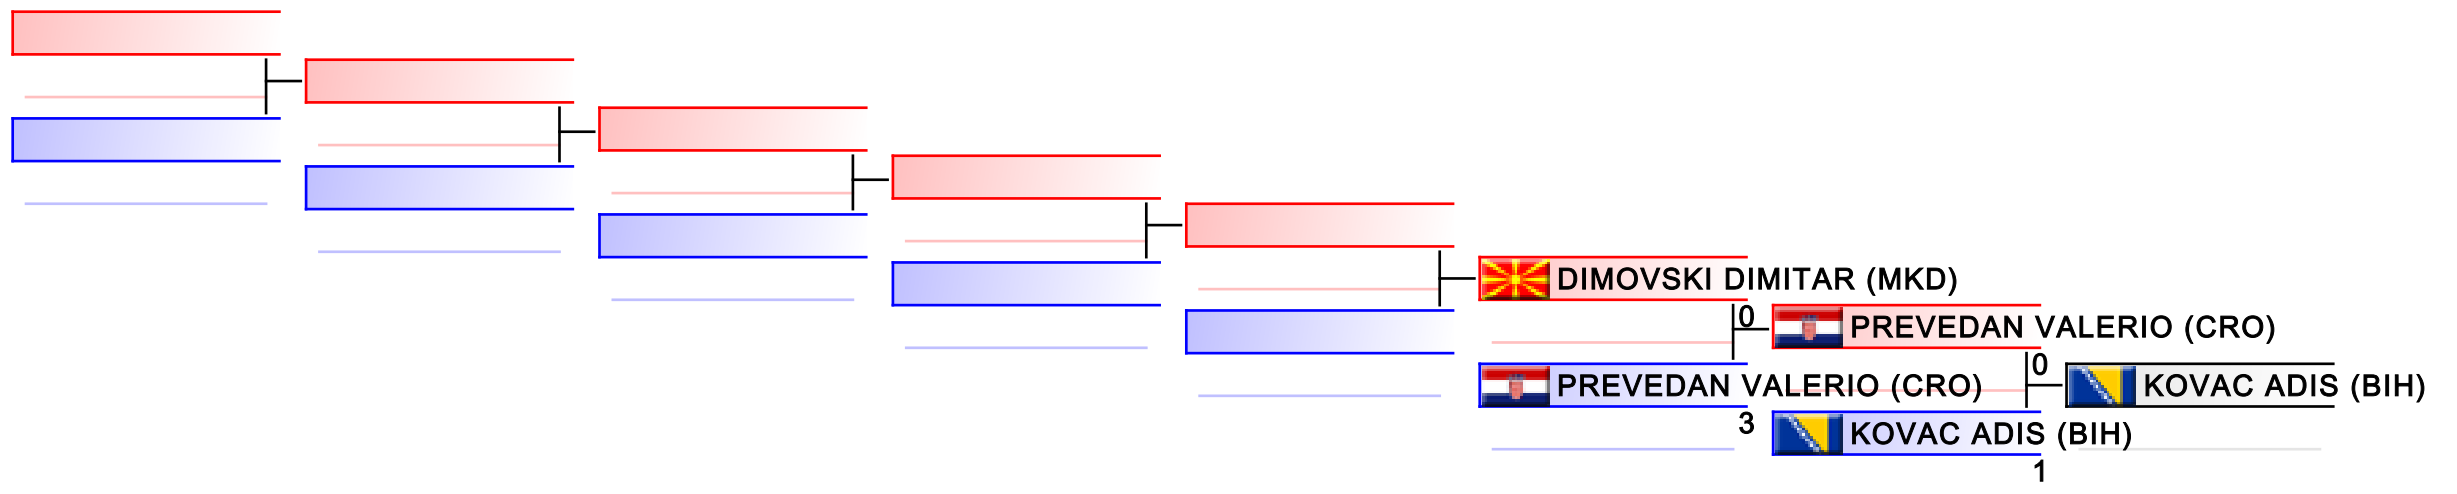 DIMOVSKI DIMITAR (MKD)
0
PREVEDAN VALERIO (CRO)
0
PREVEDAN VALERIO (CRO)
KOVAC ADIS (BIH)
3
KOVAC ADIS (BIH)
1